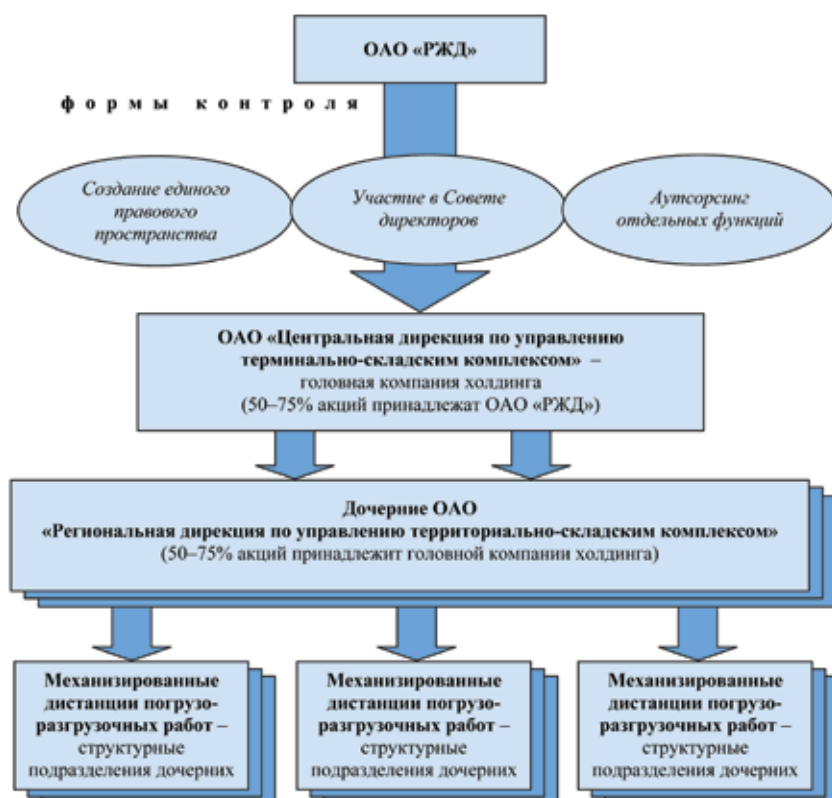 ОАО «РЖД»
формы контроля
Создание единого
правового
пространства
Участие в Совете
директоров
Аутсорсинг
отдельных функций
ОАО «Центральная дирекция по управлению
терминально-складским комплексом» –
головная компания холдинга
(50–75% акций принадлежат ОАО «РЖД»)
Дочерние ОАО
«Региональная дирекция по управлению территориально-складским комплексом»
(50–75% акций принадлежит головной компании холдинга)
Механизированные
дистанции погрузо-
разгрузочных работ –
структурные
подразделения дочерних
Механизированные
дистанции погрузо-
разгрузочных работ –
структурные
подразделения дочерних
Механизированные
дистанции погрузо-
разгрузочных работ –
структурные
подразделения дочерних